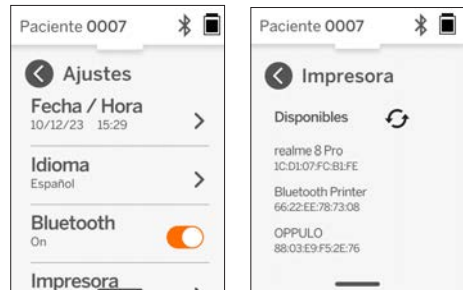 Paciente 0007
Ajustes
Fecha / Hora
10/12/23 15:29
Idioma
Español
Bluetooth
On
Impresora
Paciente 0007
Impresora
Disponibles
realme 8 Pro
1C:D1:07:FC:B1:FE
Bluetooth Printer
66:22:EE:78:73:08
OPPULO
88:03:E9:F5:2E:76